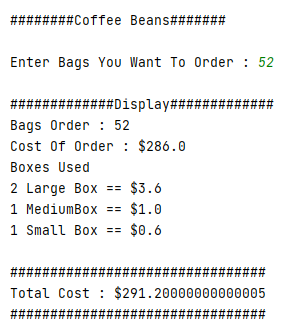 ########Coffee Beans#######
Enter Bags You Want To Order : 52
#############Display#############
Bags Order : 52
Cost Of Order : $286.0
Boxes Used
2 Large Box == $3.6
1 MediumBox == $1.0
1 Small Box == $0.6
################################
Total Cost : $291.20000000000005
################################